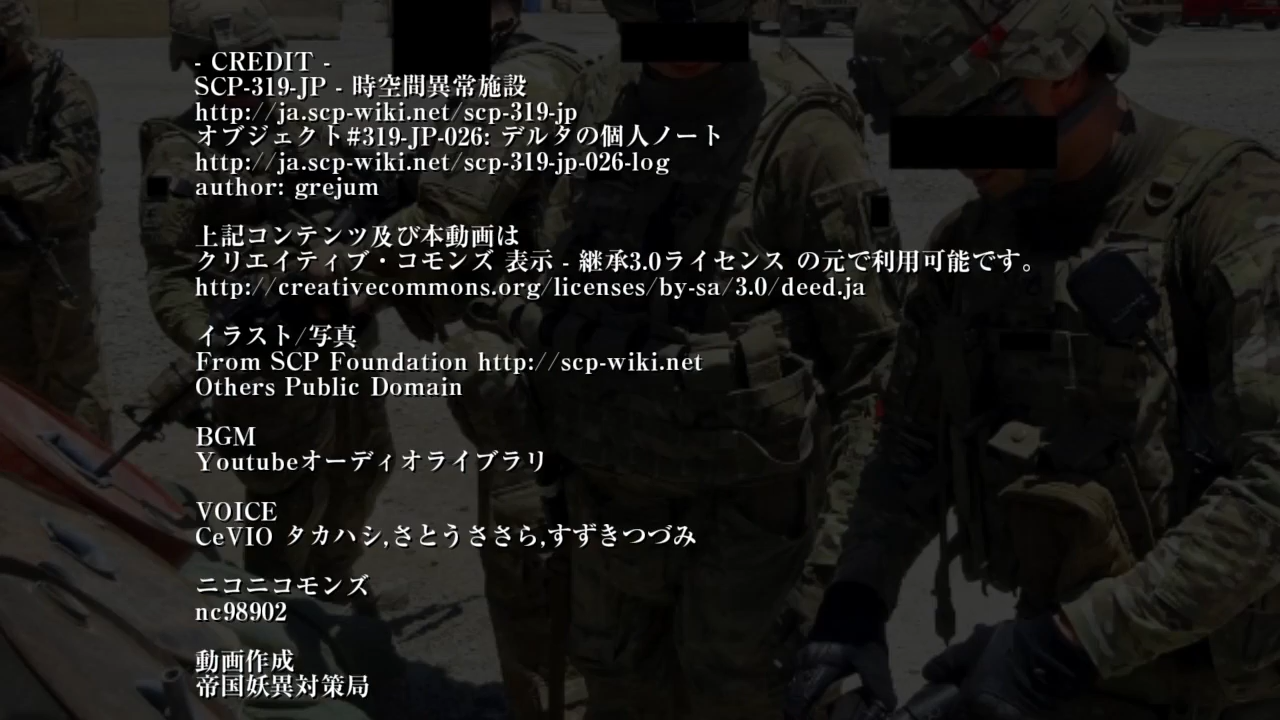 - CREDIT -
SCP-319-JP - 時空間異常施設
http://ja.scp-wiki.net/scp-319-jp
オブジェクト#319-JP-026: デルタの個人ノート
http://ja.scp-wiki.net/scp-319-jp-026-log
author: grejum
上記コンテンツ及び本動画は
クリエイティブ・コモンズ 表示 - 継承3.0ライセンス の元で利用可能です。
http://creativecommons.org/licenses/by-sa/3.0/deed.ja
イラスト/写真
From SCP Foundation http://scp-wiki.net
Others Public Domain
BGM
Youtubeオーディオライブラリ
VOICE
CeVIO タカハシ,さとうささら,すずきつづみ
ニコニコモンズ
nc98902
動画作成
帝国妖異対策局